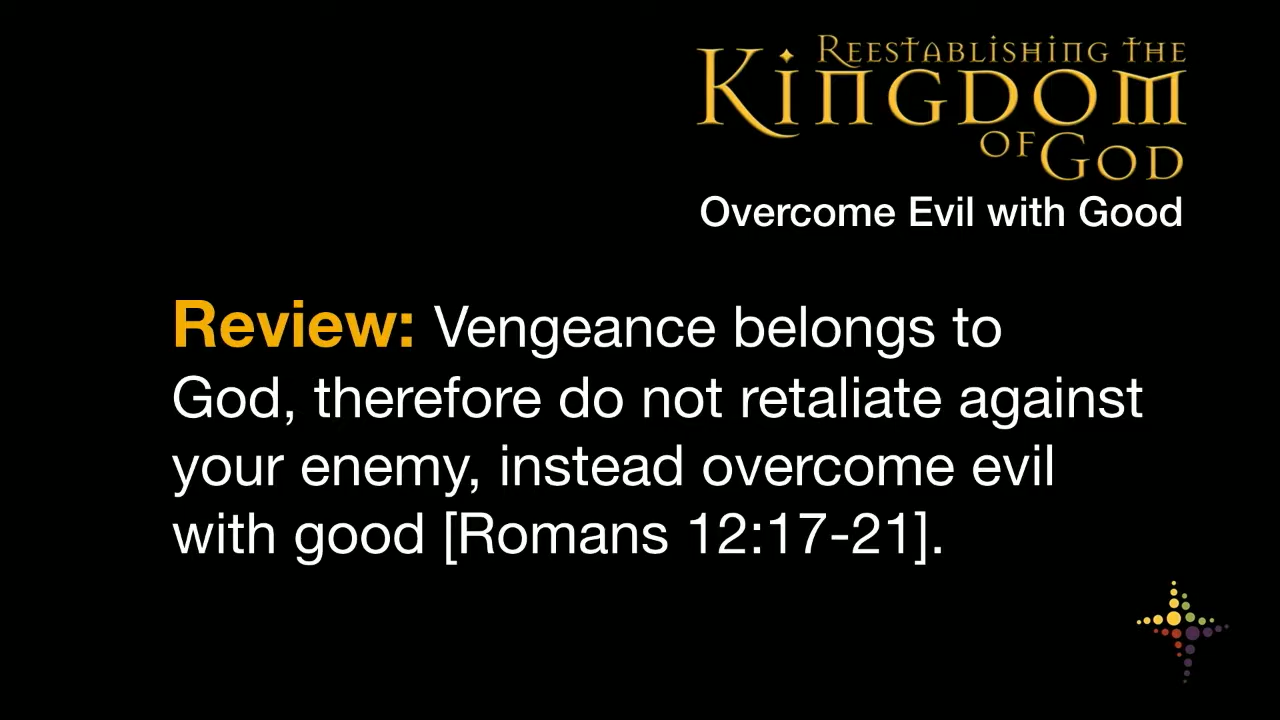 Reestablishing the
Kingdom
of God
Overcome Evil with Good
Review: Vengeance belongs to
God, therefore do not retaliate against
your enemy, instead overcome evil
with good [Romans 12:17-21].